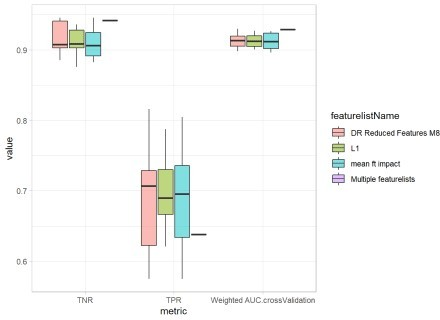 value
0.9
0.8
0.7
0.6
TNR
TPR
Weighted AUC.crossValidation
metric
featurelistName
DR Reduced Features M8
L1
mean ft impact
Multiple featurelists